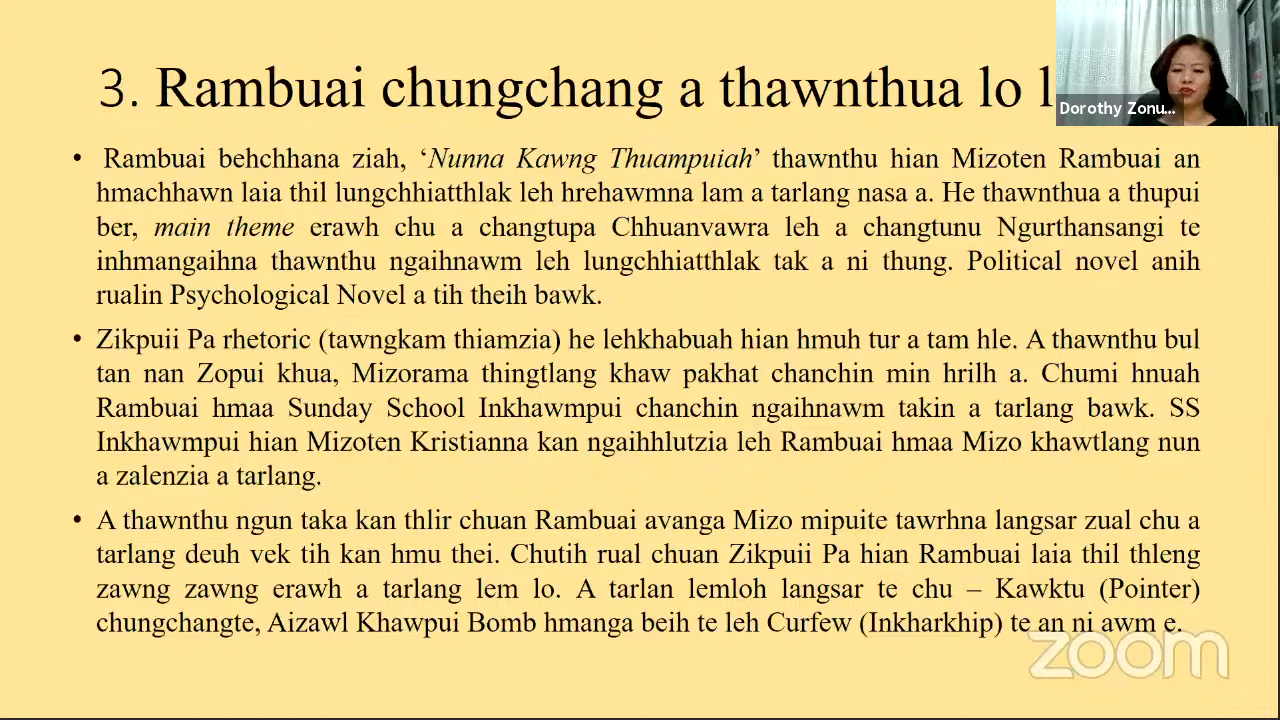 3. Rambuai chungchang a thawnthua lo
Dorothy Zonu...
• Rambuai behchhana ziah, ‘Nunna Kawng Thuampuiah’ thawnthu hian Mizoten Rambuai an
hmachhawn laia thil lungchhiatthlak leh hrehawmna lam a tarlang nasa a. He thawnthua a thupui
ber, main theme erawh chu a changtupa Chhuanvawra leh a changtunu Ngurthansangi te
inhmangaihna thawnthu ngaihnawm leh lungchhiatthlak tak a ni thung. Political novel anih
rualin Psychological Novel a tih theih bawk.
• Zikpuii Pa rhetoric (tawngkam thiamzia) he lehkhabuah hian hmuh tur a tam hle. A thawnthu bul
tan nan Zopui khua, Mizorama thingtlang khaw pakhat chanchin min hrilh a. Chumi hnuah
Rambuai hmaa Sunday School Inkhawmpui chanchin ngaihnawm takin a tarlang bawk. SS
Inkhawmpui hian Mizoten Kristianna kan ngaihhlutzia leh Rambuai hmaa Mizo khawtlang nun
a zalenzia a tarlang.
• A thawnthu ngun taka kan thlir chuan Rambuai avanga Mizo mipuite tawrhna langsar zual chu a
tarlang deuh vek tih kan hmu thei. Chutih rual chuan Zikpuii Pa hian Rambuai laia thil thleng
zawng zawng erawh a tarlang lem lo. A tarlan lemloh langsar te chu – Kawktu (Pointer)
chungchangte, Aizawl Khawpui Bomb hmanga beih te leh Curfew (Inkharkhip) te an ni awm e.
zoom